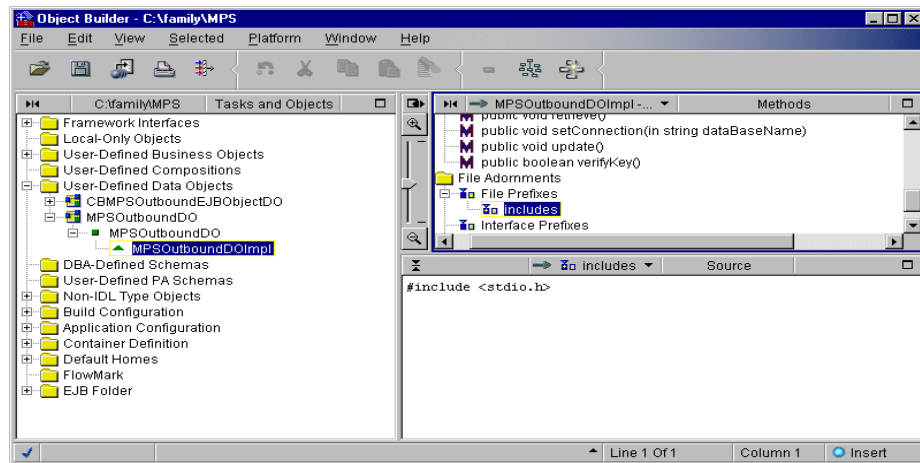 Object Builder - C:\family\MPS
File Edit View Selected Platform Window Help
C:\family\MPS Tasks and Objects
Framework Interfaces
Local-Only Objects
User-Defined Business Objects
User-Defined Compositions
User-Defined Data Objects
CBMPSOutboundEJBObjectDO
MPSOutboundDO
MPSOutboundDO
MPSOutboundDOImpl
DBA-Defined Schemas
User-Defined PA Schemas
Non-IDL Type Objects
Build Configuration
Application Configuration
Container Definition
Default Homes
FlowMark
EJB Folder
MPSOutboundDOImpl -... Methods
public void retrieve()
public void setConnection(in string dataBaseName)
public void update()
public boolean verifyKey()
File Adornments
File Prefixes
includes
Interface Prefixes
includes Source
#include <stdio.h>
Line 1 Of 1 Column 1 Insert